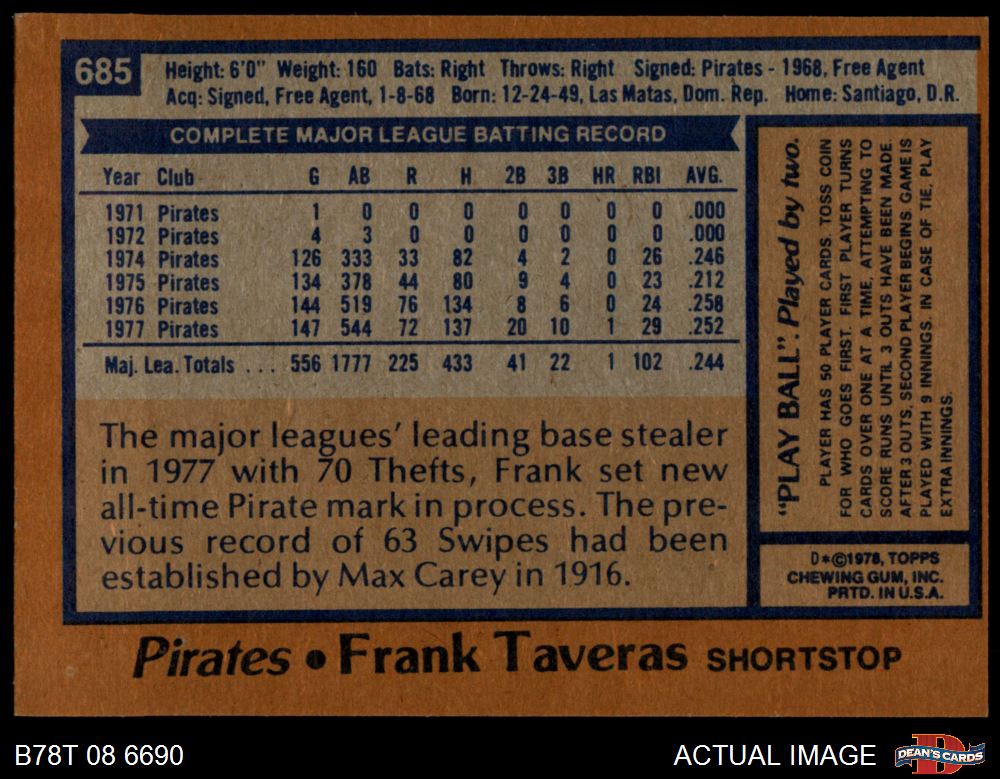 685
Height: 6'0" Weight: 160 Bats: Right Throws: Right Signed: Pirates - 1968, Free Agent
Acq: Signed, Free Agent, 1-8-68 Born: 12-24-49, Las Matas, Dom. Rep. Home: Santiago, D.R.
COMPLETE MAJOR LEAGUE BATTING RECORD
Year Club G AB R H 2B 3B HR RBI AVG.
1971 Pirates 1 0 0 0 0 0 0 0 .000
1972 Pirates 4 3 0 0 0 0 0 0 .000
1974 Pirates 126 333 33 82 4 2 0 26 .246
1975 Pirates 134 378 44 80 9 4 0 23 .212
1976 Pirates 144 519 76 134 8 6 0 24 .258
1977 Pirates 147 544 72 137 20 10 1 29 .252
Maj. Lea. Totals ... 556 1777 225 433 41 22 1 102 .244
The major leagues' leading base stealer
in 1977 with 70 Thefts, Frank set new
all-time Pirate mark in process. The pre-
vious record of 63 Swipes had been
established by Max Carey in 1916.
"PLAY BALL". Played by two.
PLAYER HAS 50 PLAYER CARDS. TOSS COIN
FOR WHO GOES FIRST. FIRST PLAYER TURNS
CARDS OVER ONE AT A TIME, ATTEMPTING TO
SCORE RUNS UNTIL 3 OUTS HAVE BEEN MADE.
AFTER 3 OUTS, SECOND PLAYER BEGINS. GAME IS
PLAYED WITH 9 INNINGS. IN CASE OF TIE, PLAY
EXTRA INNINGS.
D*©1978, TOPPS
CHEWING GUM, INC.
PRTD. IN U.S.A.
Pirates • Frank Taveras SHORTSTOP
B78T 08 6690
ACTUAL IMAGE
D
DEAN'S CARDS